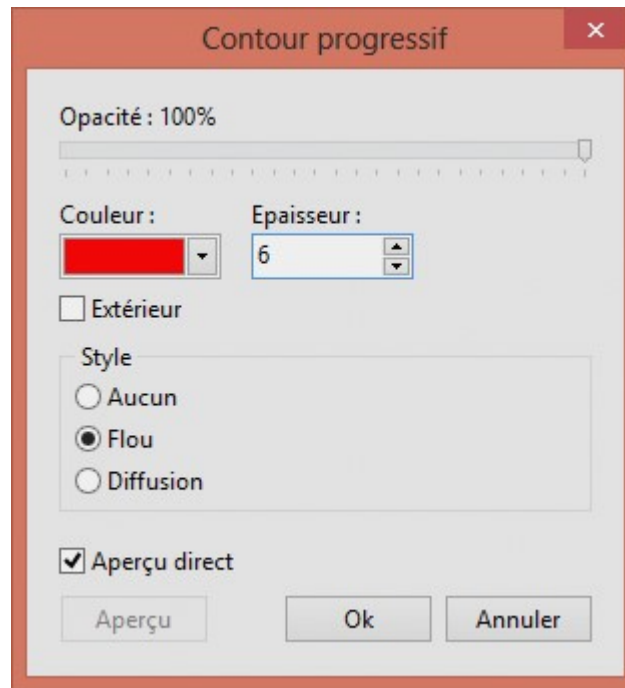 Contour progressif
Opacité : 100%
Couleur : Epaisseur :
6
Extérieur
Style
Aucun
Flou
Diffusion
Aperçu direct
Aperçu Ok Annuler